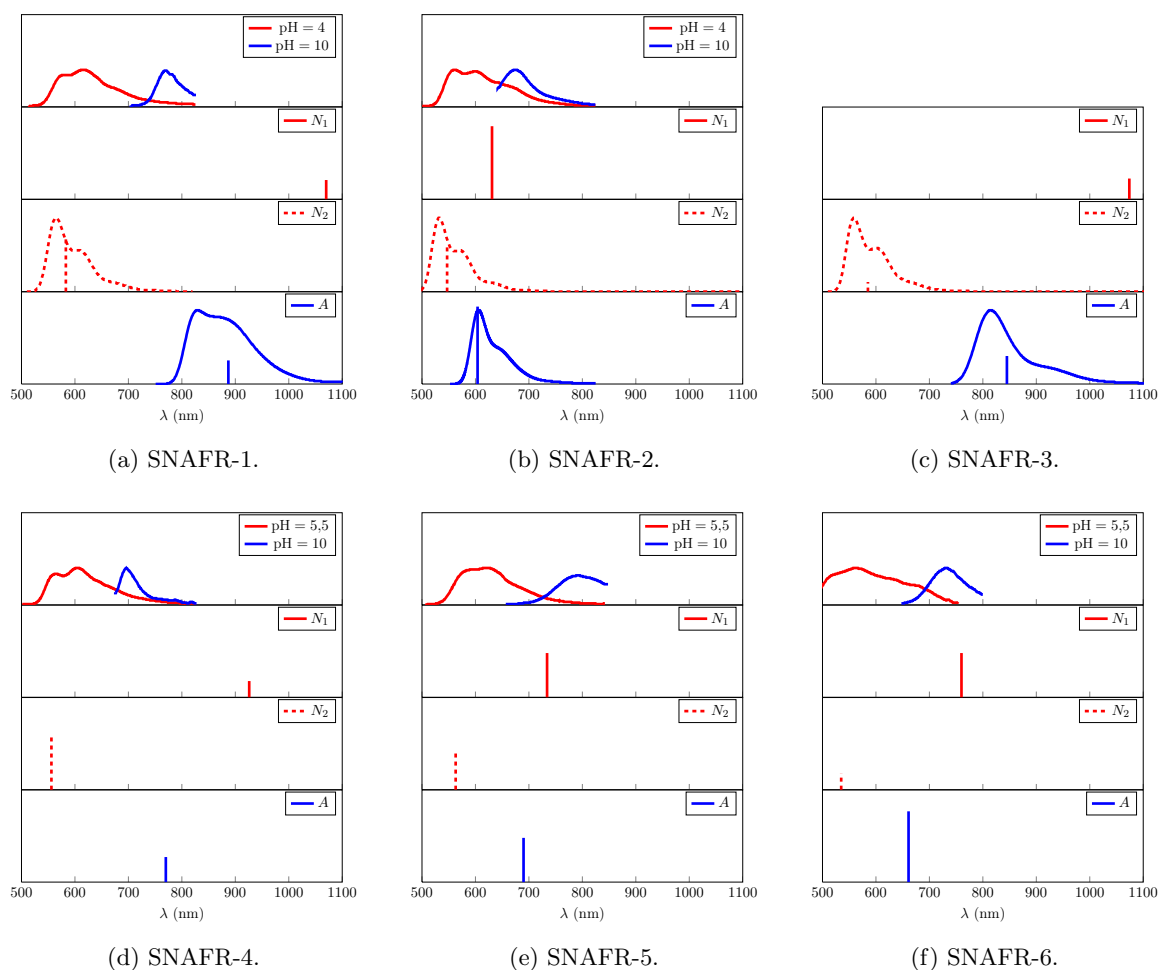 pH = 4
pH = 10
N1
N2
A
500 600 700 800 900 1000 1100
λ (nm)
(a) SNAFR-1.
pH = 4
pH = 10
N1
N2
A
500 600 700 800 900 1000 1100
λ (nm)
(b) SNAFR-2.
N1
N2
A
500 600 700 800 900 1000 1100
λ (nm)
(c) SNAFR-3.
pH = 5,5
pH = 10
N1
N2
A
500 600 700 800 900 1000 1100
λ (nm)
(d) SNAFR-4.
pH = 5,5
pH = 10
N1
N2
A
500 600 700 800 900 1000 1100
λ (nm)
(e) SNAFR-5.
pH = 5,5
pH = 10
N1
N2
A
500 600 700 800 900 1000 1100
λ (nm)
(f) SNAFR-6.